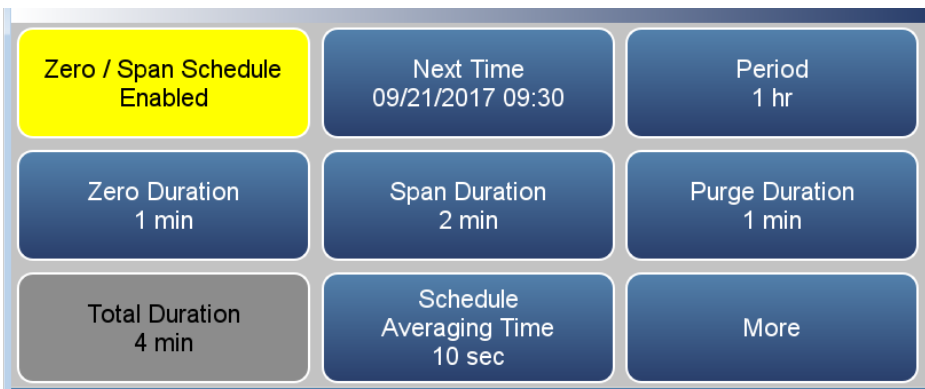 Zero / Span Schedule
Enabled
Next Time
09/21/2017 09:30
Period
1 hr
Zero Duration
1 min
Span Duration
2 min
Purge Duration
1 min
Total Duration
4 min
Schedule
Averaging Time
10 sec
More